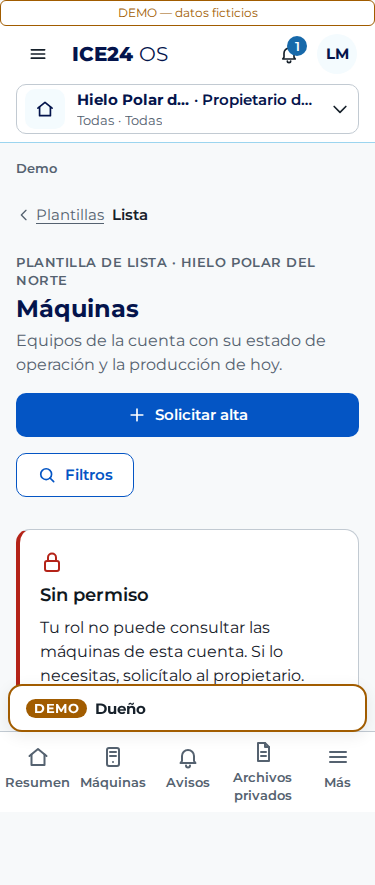 DEMO — datos ficticios
ICE24 OS
1
LM
Hielo Polar d... · Propietario d...
Todas · Todas
Demo
Plantillas Lista
PLANTILLA DE LISTA · HIELO POLAR DEL
NORTE
Máquinas
Equipos de la cuenta con su estado de
operación y la producción de hoy.
Solicitar alta
Filtros
Sin permiso
Tu rol no puede consultar las
máquinas de esta cuenta. Si lo
necesitas, solicítalo al propietario.
DEMO Dueño
Resumen
Máquinas
Avisos
Archivos
privados
Más